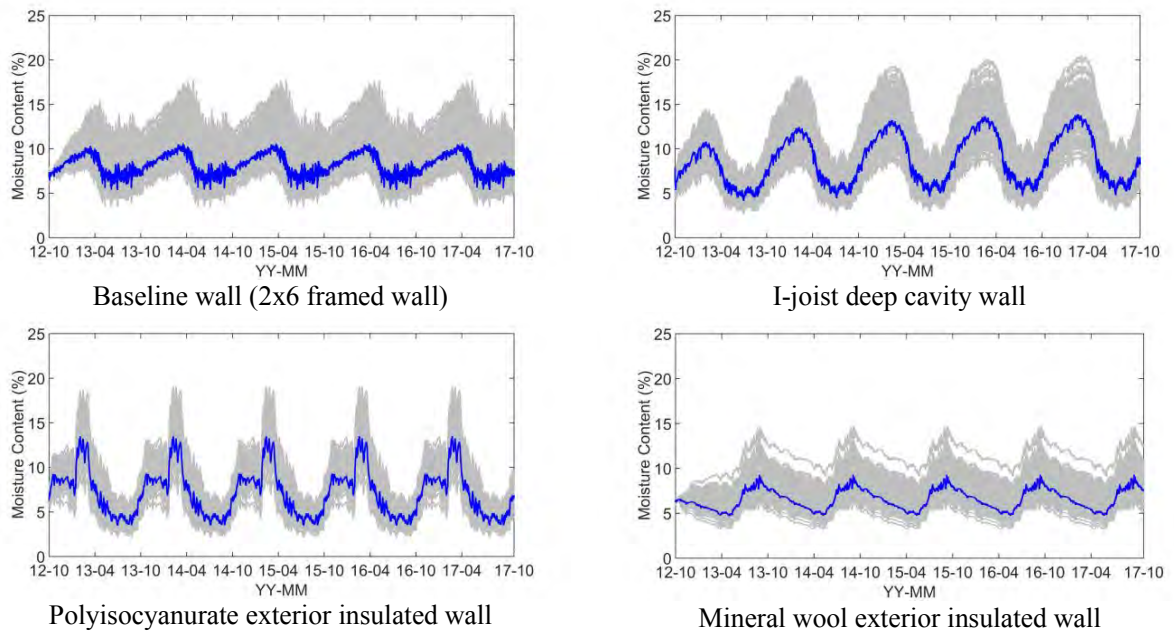 25
20
15
10
5
0
Moisture Content (%)
12-10 13-04 13-10 14-04 14-10 15-04 15-10 16-04 16-10 17-04 17-10
YY-MM
Baseline wall (2x6 framed wall)
25
20
15
10
5
0
Moisture Content (%)
12-10 13-04 13-10 14-04 14-10 15-04 15-10 16-04 16-10 17-04 17-10
YY-MM
I-joist deep cavity wall
25
20
15
10
5
0
Moisture Content (%)
12-10 13-04 13-10 14-04 14-10 15-04 15-10 16-04 16-10 17-04 17-10
YY-MM
Polyisocyanurate exterior insulated wall
25
20
15
10
5
0
Moisture Content (%)
12-10 13-04 13-10 14-04 14-10 15-04 15-10 16-04 16-10 17-04 17-10
YY-MM
Mineral wool exterior insulated wall